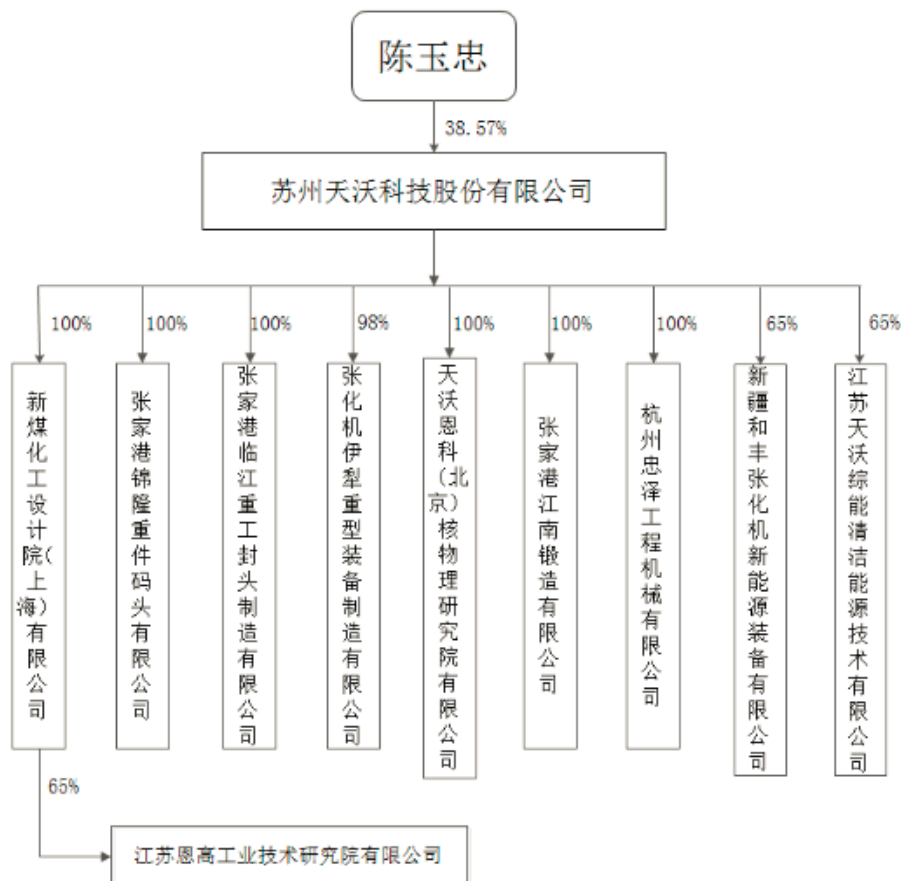 陈玉忠
38.57%
苏州天沃科技股份有限公司
100%
100%
100%
98%
100%
100%
100%
65%
65%
新煤化工设计院(上海)有限公司
张家港锦隆重件码头有限公司
张家港临江重工封头制造有限公司
张化机伊犁重型装备制造有限公司
天沃恩科(北京)核物理研究院有限公司
张家港江南锻造有限公司
杭州忠泽工程机械有限公司
新疆和丰张化机新能源装备有限公司
江苏天沃综能清洁能源技术有限公司
65%
江苏恩高工业技术研究院有限公司